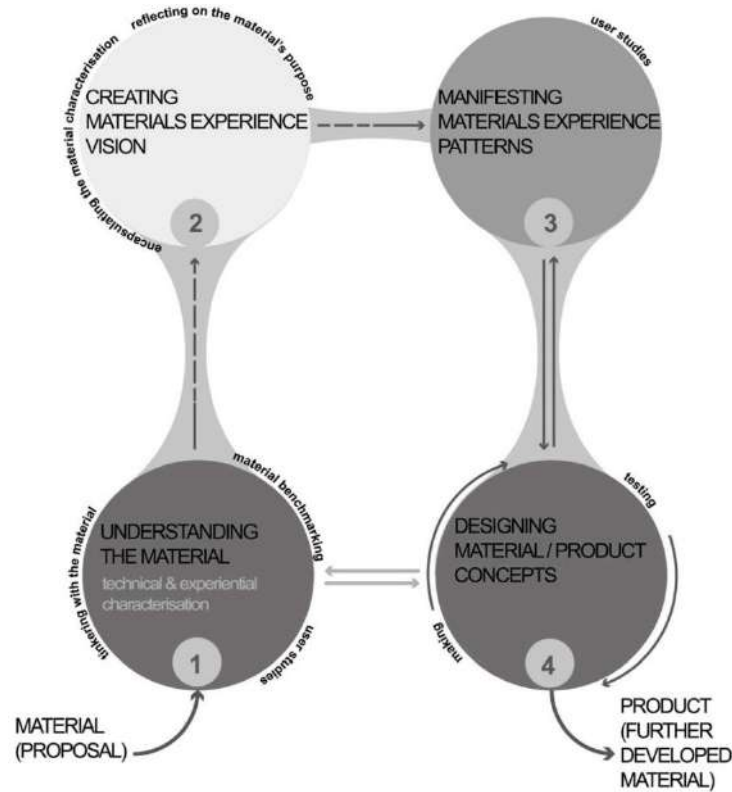 reflecting on the material's purpose
encapsulating the material characterisation
CREATING
MATERIALS EXPERIENCE
VISION
2
user studies
MANIFESTING
MATERIALS EXPERIENCE
PATTERNS
3
tinkering with the material
material benchmarking
UNDERSTANDING
THE MATERIAL
technical & experiential
characterisation
user studies
1
testing
DESIGNING
MATERIAL / PRODUCT
CONCEPTS
making
4
MATERIAL
(PROPOSAL)
PRODUCT
(FURTHER
DEVELOPED
MATERIAL)